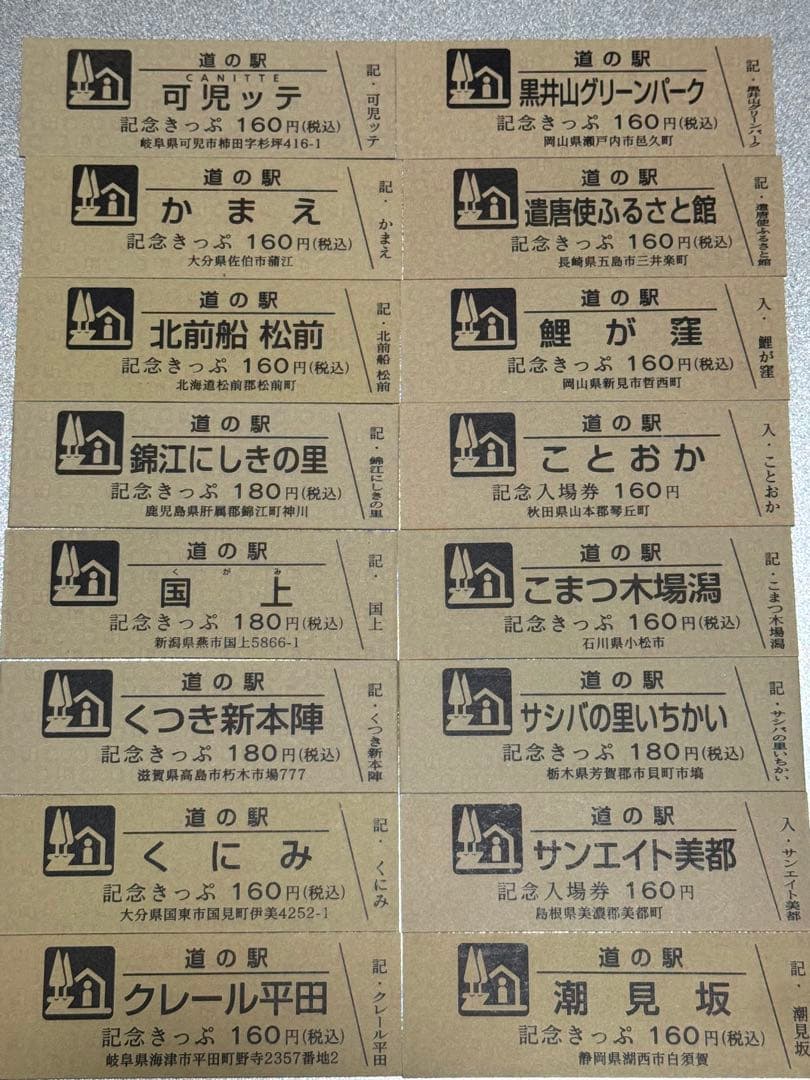 道の駅
CANITTE
可児ッテ
記念きっぷ 160円(税込)
岐阜県可児市柿田字杉坪416-1
記・可児ッテ
道の駅
黒井山グリーンパーク
記念きっぷ 160円(税込)
岡山県瀬戸内市邑久町
記・黒井山グリーンパーク
道の駅
かまえ
記念きっぷ 160円(税込)
大分県佐伯市蒲江
記・かまえ
道の駅
遣唐使ふるさと館
記念きっぷ 160円(税込)
長崎県五島市三井楽町
記・遣唐使ふるさと館
道の駅
北前船 松前
記念きっぷ 160円(税込)
北海道松前郡松前町
記・北前船 松前
道の駅
鯉が窪
記念きっぷ 160円(税込)
岡山県新見市哲西町
入・鯉が窪
道の駅
錦江にしきの里
記念きっぷ 180円(税込)
鹿児島県肝属郡錦江町神川
記・錦江にしきの里
道の駅
ことおか
記念入場券 160円
秋田県山本郡琴丘町
入・ことおか
道の駅
くがみ
国上
記念きっぷ 180円(税込)
新潟県燕市国上5866-1
記・国上
道の駅
こまつ木場潟
記念きっぷ 160円(税込)
石川県小松市
記・こまつ木場潟
道の駅
くつき新本陣
記念きっぷ 180円(税込)
滋賀県高島市朽木市場777
記・くつき新本陣
道の駅
サシバの里いちかい
記念きっぷ 180円(税込)
栃木県芳賀郡市貝町市塙
記・サシバの里いちかい
道の駅
くにみ
記念きっぷ 160円(税込)
大分県国東市国見町伊美4252-1
記・くにみ
道の駅
サンエイト美都
記念入場券 160円
島根県美濃郡美都町
入・サンエイト美都
道の駅
クレール平田
記念きっぷ 160円(税込)
岐阜県海津市平田町野寺2357番地2
記・クレール平田
道の駅
潮見坂
記念きっぷ 160円(税込)
静岡県湖西市白須賀
記・潮見坂